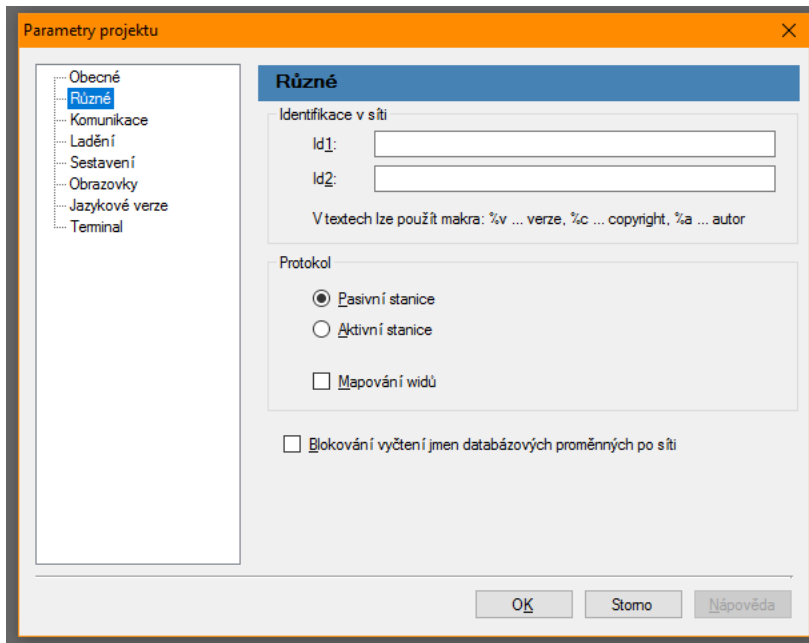 Parametry projektu
Obecné
Různé
Komunikace
Ladění
Sestavení
Obrazovky
Jazykové verze
Terminal
Různé
Identifikace v síti
Id1:
Id2:
V textech lze použít makra: %v ... verze, %c ... copyright, %a ... autor
Protokol
Pasivní stanice
Aktivní stanice
Mapování widů
Blokování vyčtení jmen databázových proměnných po síti
OK
Storno
Nápověda